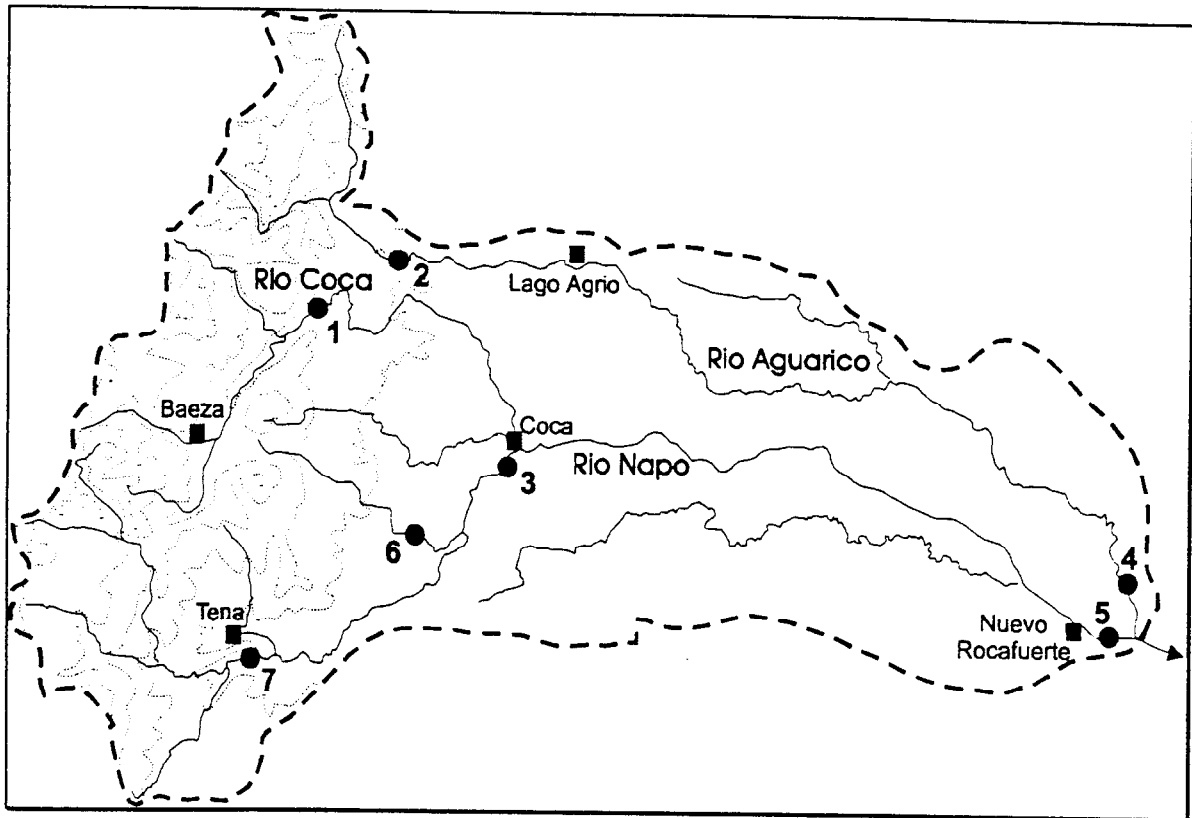 Rio Coca
2
Lago Agrio
1
Rio Aguarico
Baeza
Coca
3
Rio Napo
6
4
Tena
5
Nuevo
Rocafuerte
7